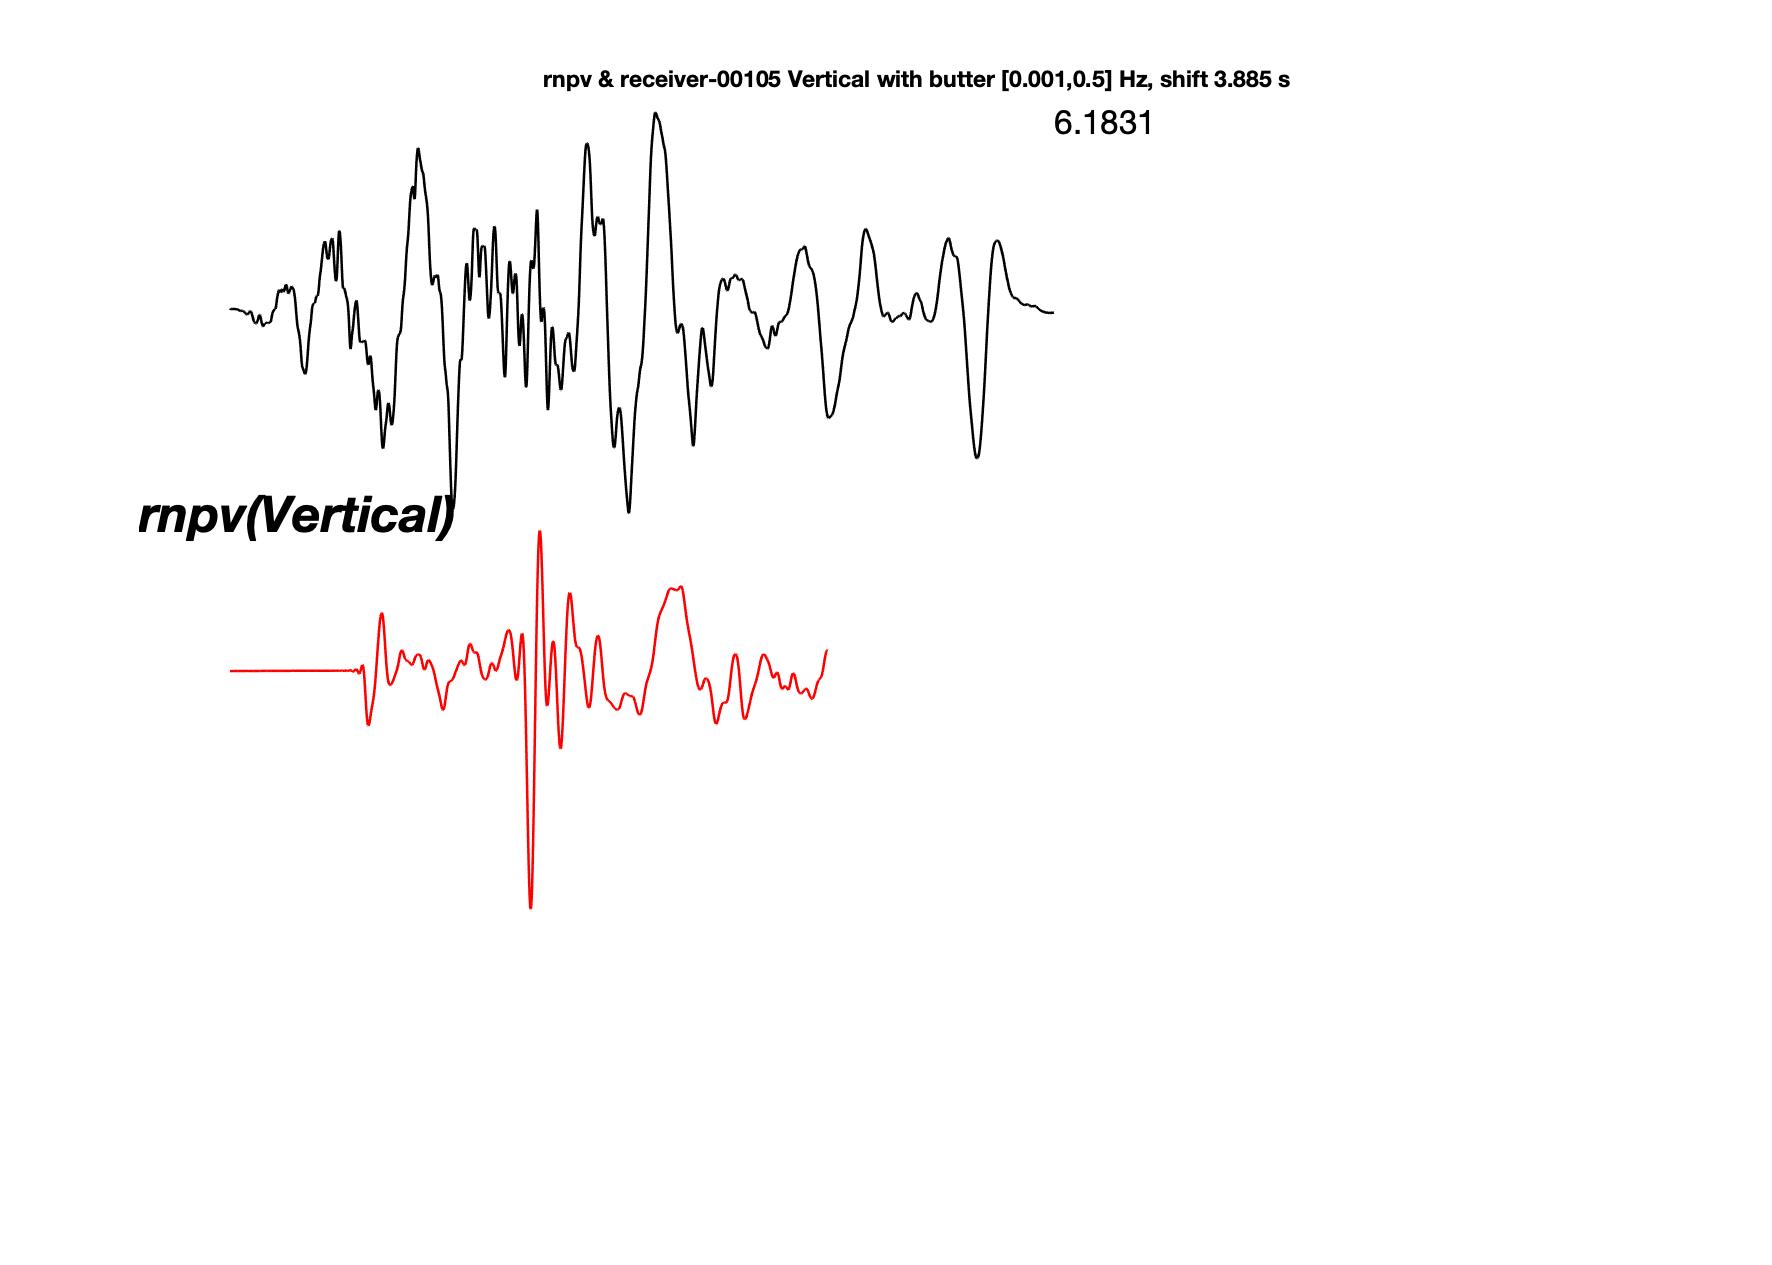 rnpv & receiver-00105 Vertical with butter [0.001,0.5] Hz, shift 3.885 s
6.1831
rnpv(Vertical)